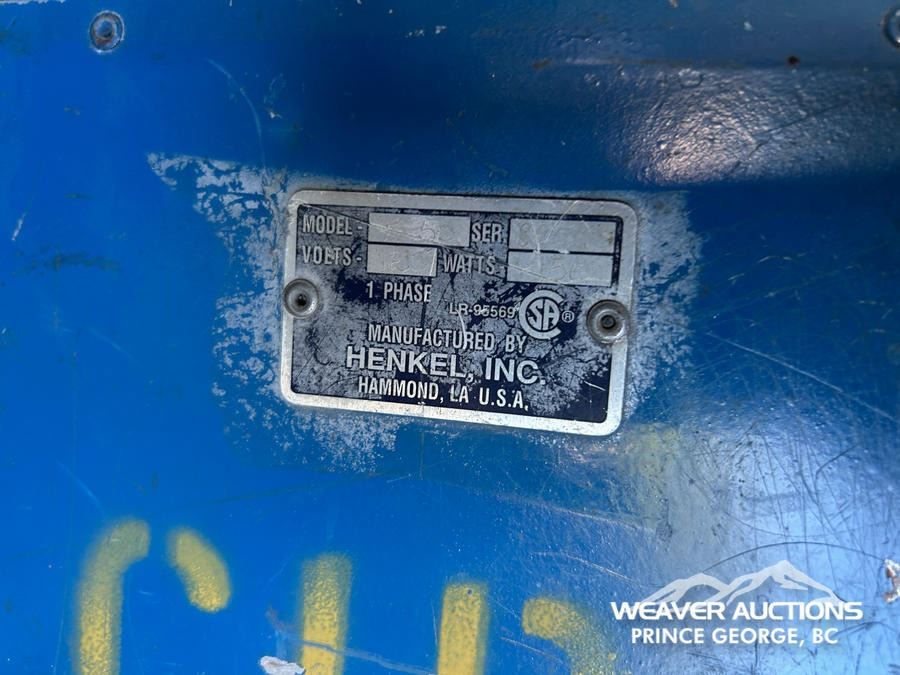 MODEL - 5 SER.
VOLTS - WATTS
1 PHASE
LR-95569 SA®
MANUFACTURED BY
HENKEL, INC.
HAMMOND, LA U.S.A.
WEAVER AUCTIONS
PRINCE GEORGE, BC